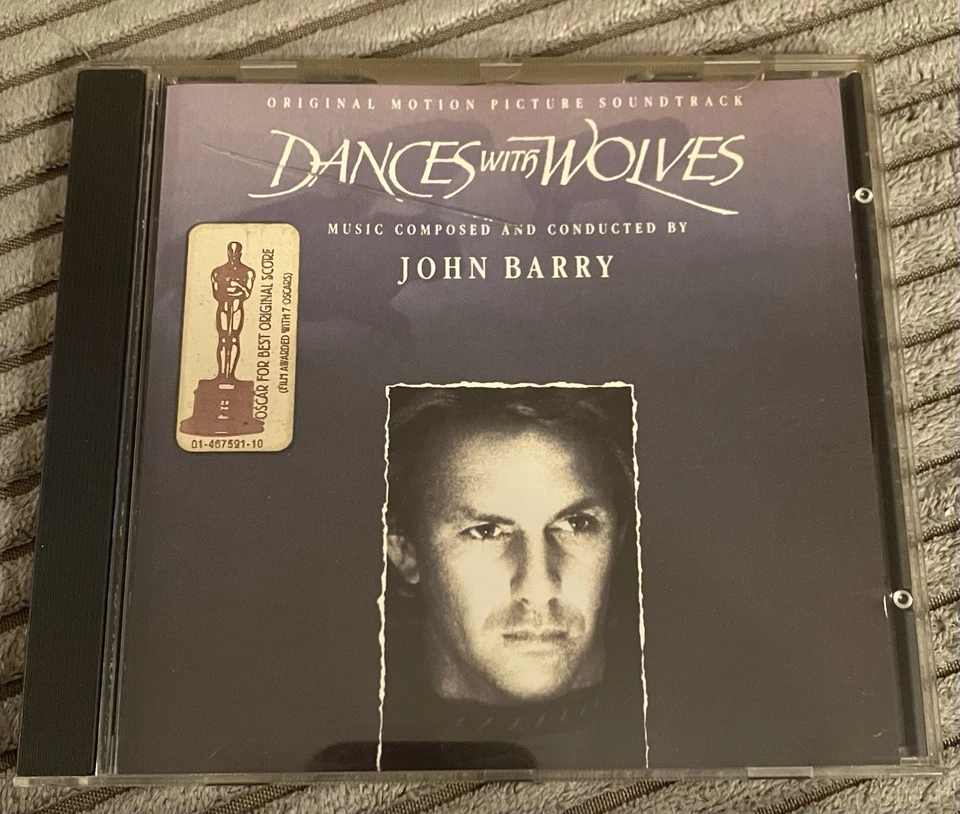 ORIGINAL MOTION PICTURE SOUNDTRACK
DANCES WITH WOLVES
MUSIC COMPOSED AND CONDUCTED BY
JOHN BARRY
OSCAR FOR BEST ORIGINAL SCORE
(FILM AWARDED WITH 7 OSCARS)
01-467591-10